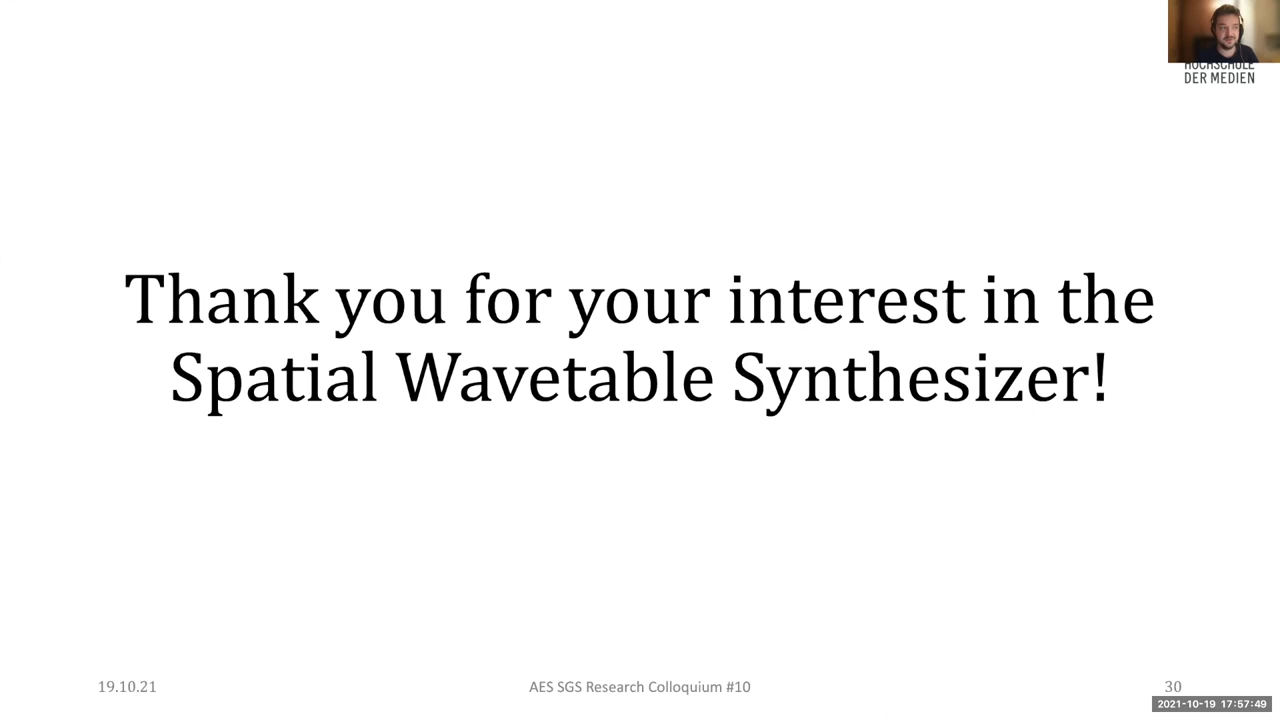 HOCHSCHULE
DER MEDIEN
Thank you for your interest in the
Spatial Wavetable Synthesizer!
19.10.21
AES SGS Research Colloquium #10
30
2021-10-19 17:57:49